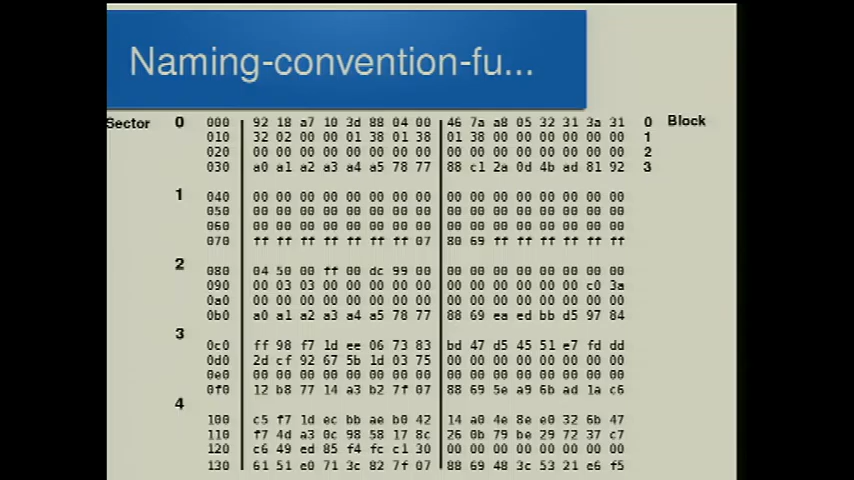 Naming-convention-fu...
Sector 0 000 92 18 a7 10 3d 88 04 00 46 7a a8 05 32 31 3a 31 0 Block
010 32 02 00 00 01 38 01 38 01 38 00 00 00 00 00 00 1
020 00 00 00 00 00 00 00 00 00 00 00 00 00 00 00 00 2
030 a0 a1 a2 a3 a4 a5 78 77 88 c1 2a 0d 4b ad 81 92 3
1 040 00 00 00 00 00 00 00 00 00 00 00 00 00 00 00 00
050 00 00 00 00 00 00 00 00 00 00 00 00 00 00 00 00
060 00 00 00 00 00 00 00 00 00 00 00 00 00 00 00 00
070 ff ff ff ff ff ff ff 07 80 69 ff ff ff ff ff ff
2 080 04 50 00 ff 00 dc 99 00 00 00 00 00 00 00 00 00
090 00 03 03 00 00 00 00 00 00 00 00 00 00 00 c0 3a
0a0 00 00 00 00 00 00 00 00 00 00 00 00 00 00 00 00
0b0 a0 a1 a2 a3 a4 a5 78 77 88 69 ea ed bb d5 97 84
3 0c0 ff 98 f7 1d ee 06 73 83 bd 47 d5 45 51 e7 fd dd
0d0 2d cf 92 67 5b 1d 03 75 00 00 00 00 00 00 00 00
0e0 00 00 00 00 00 00 00 00 00 00 00 00 00 00 00 00
0f0 12 b8 77 14 a3 b2 7f 07 88 69 5e a9 6b ad 1a c6
4 100 c5 f7 1d ec bb ae b0 42 14 a0 4e 8e e0 32 6b 47
110 f7 4d a3 0c 98 58 17 8c 26 0b 79 be 29 72 37 c7
120 c6 49 ed 85 f4 fc c1 30 00 00 00 00 00 00 00 00
130 61 51 e0 71 3c 82 7f 07 88 69 48 3c 53 21 e6 f5